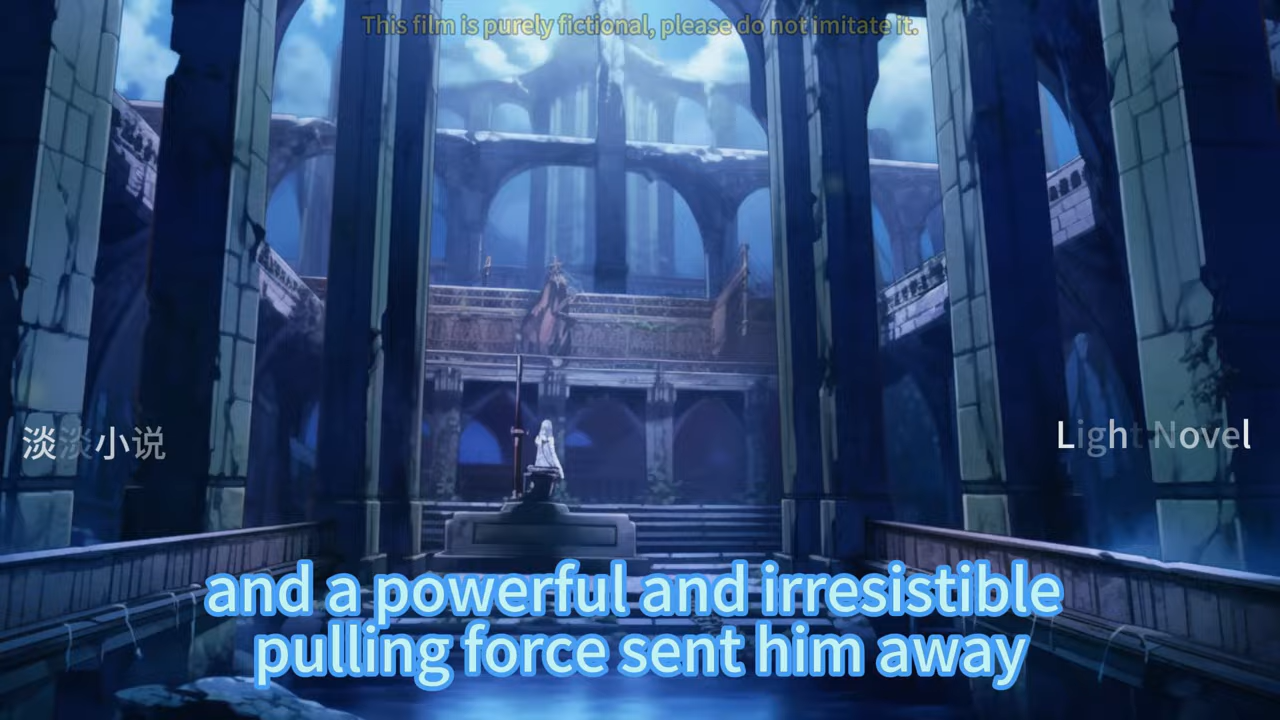 This film is purely fictional, please do not imitate it.
淡淡小说
Light Novel
and a powerful and irresistible
pulling force sent him away